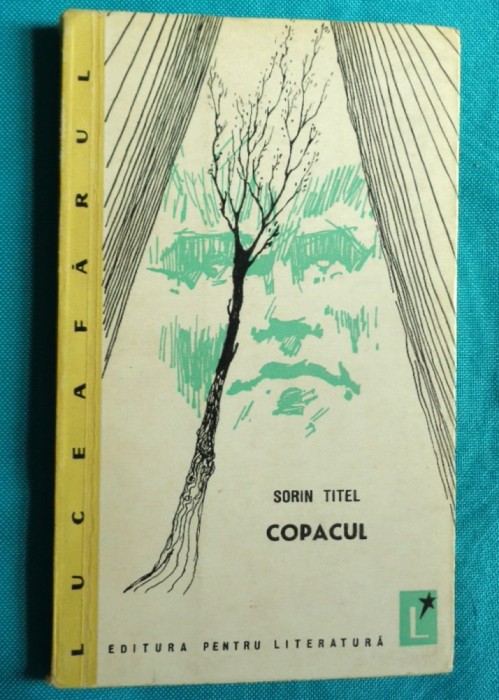 LUCEAFĂRUL
SORIN TITEL
COPACUL
EDITURA PENTRU LITERATURĂ
L